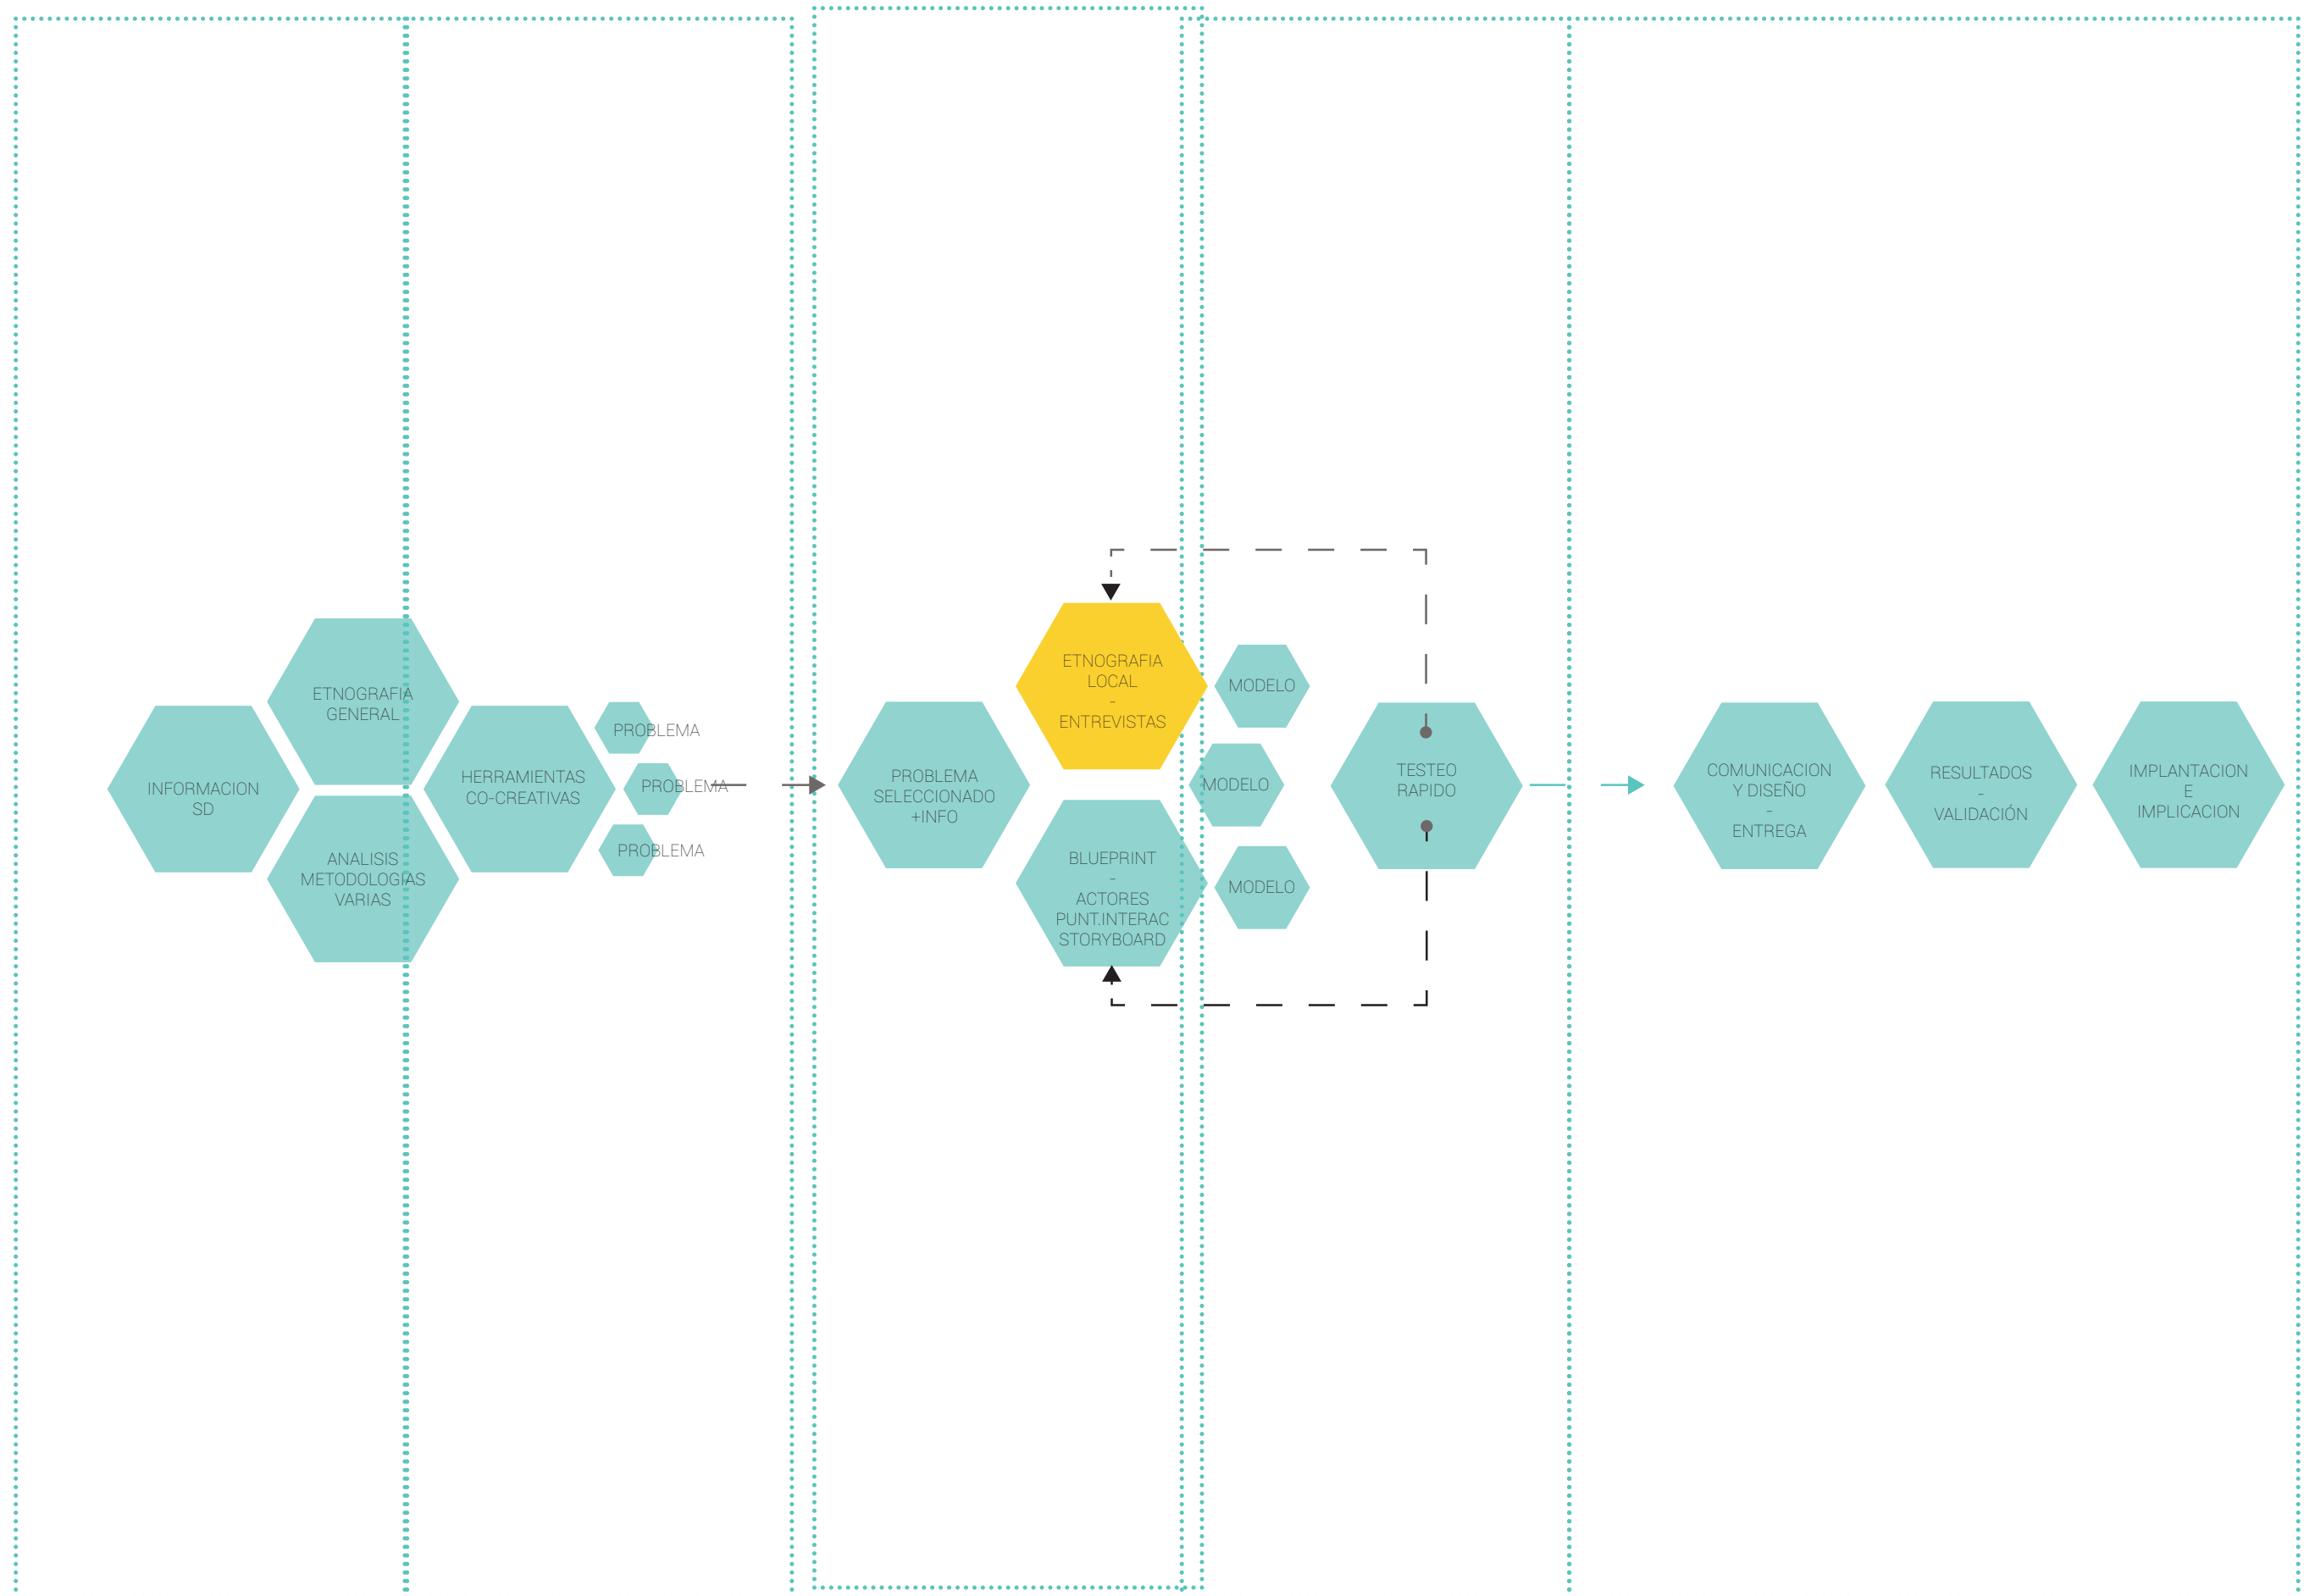 INFORMACION
SD
ETNOGRAFIA
GENERAL
ANALISIS
METODOLOGIAS
VARIAS
HERRAMIENTAS
CO-CREATIVAS
PROBLEMA
PROBLEMA
PROBLEMA
PROBLEMA
SELECCIONADO
+INFO
ETNOGRAFIA
LOCAL
-
ENTREVISTAS
BLUEPRINT
-
ACTORES
PUNT.INTERAC
STORYBOARD
MODELO
MODELO
MODELO
TESTEO
RAPIDO
COMUNICACION
Y DISEÑO
-
ENTREGA
RESULTADOS
-
VALIDACIÓN
IMPLANTACION
E
IMPLICACION